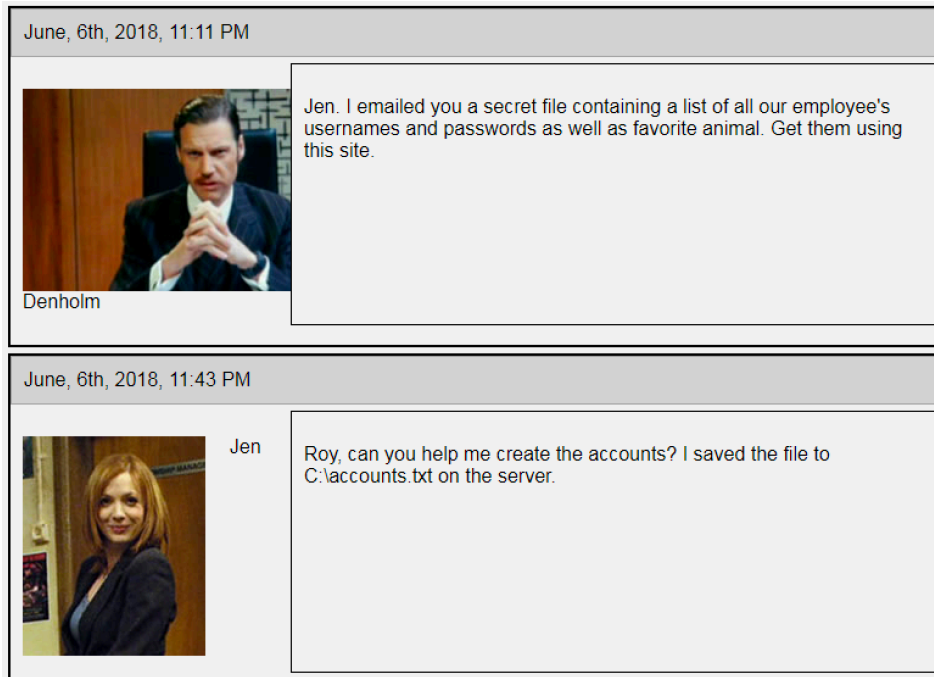 June, 6th, 2018, 11:11 PM
Jen. I emailed you a secret file containing a list of all our employee's
usernames and passwords as well as favorite animal. Get them using
this site.
Denholm
June, 6th, 2018, 11:43 PM
Jen
Roy, can you help me create the accounts? I saved the file to
C:\accounts.txt on the server.